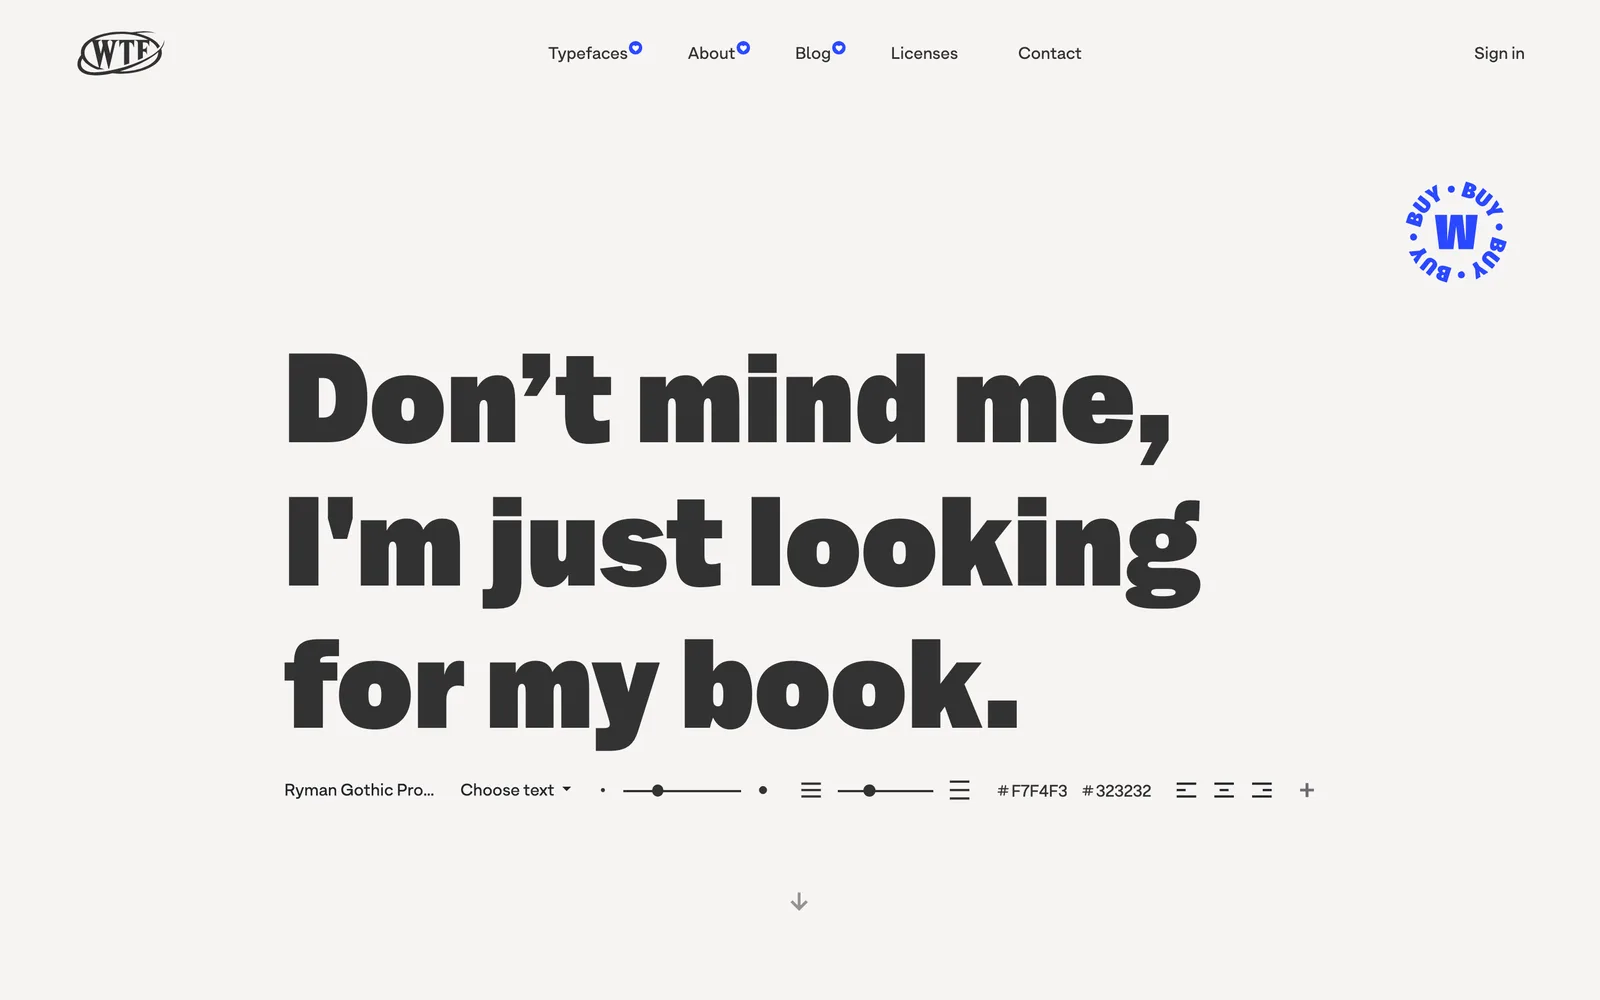 WTF
Typefaces
About
Blog
Licenses
Contact
Sign in
BUY • BUY • BUY • BUY •
W
Don’t mind me,
I'm just looking
for my book.
Ryman Gothic Pro...
Choose text
#F7F4F3
#323232